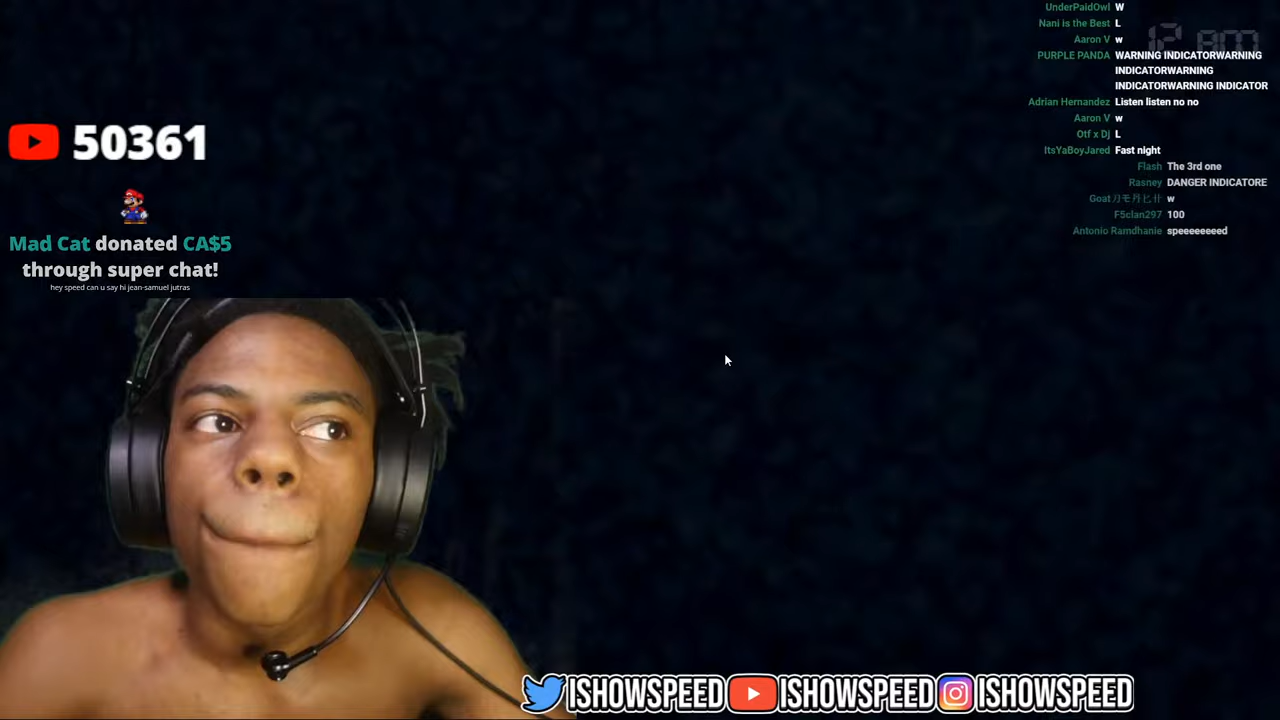 50361
Mad Cat donated CA$5
through super chat!
hey speed can u say hi jean-samuel jutras
UnderPaidOwl W
Nani is the Best L
Aaron V w
12 am
PURPLE PANDA WARNING INDICATORWARNING
INDICATORWARNING
INDICATORWARNING INDICATOR
Adrian Hernandez Listen listen no no
Aaron V w
Otf x Dj L
ItsYaBoyJared Fast night
Flash The 3rd one
Rasney DANGER INDICATORE
Goat w
F5clan297 100
Antonio Ramdhanie speeeeeeeed
ISHOWSPEED ISHOWSPEED ISHOWSPEED